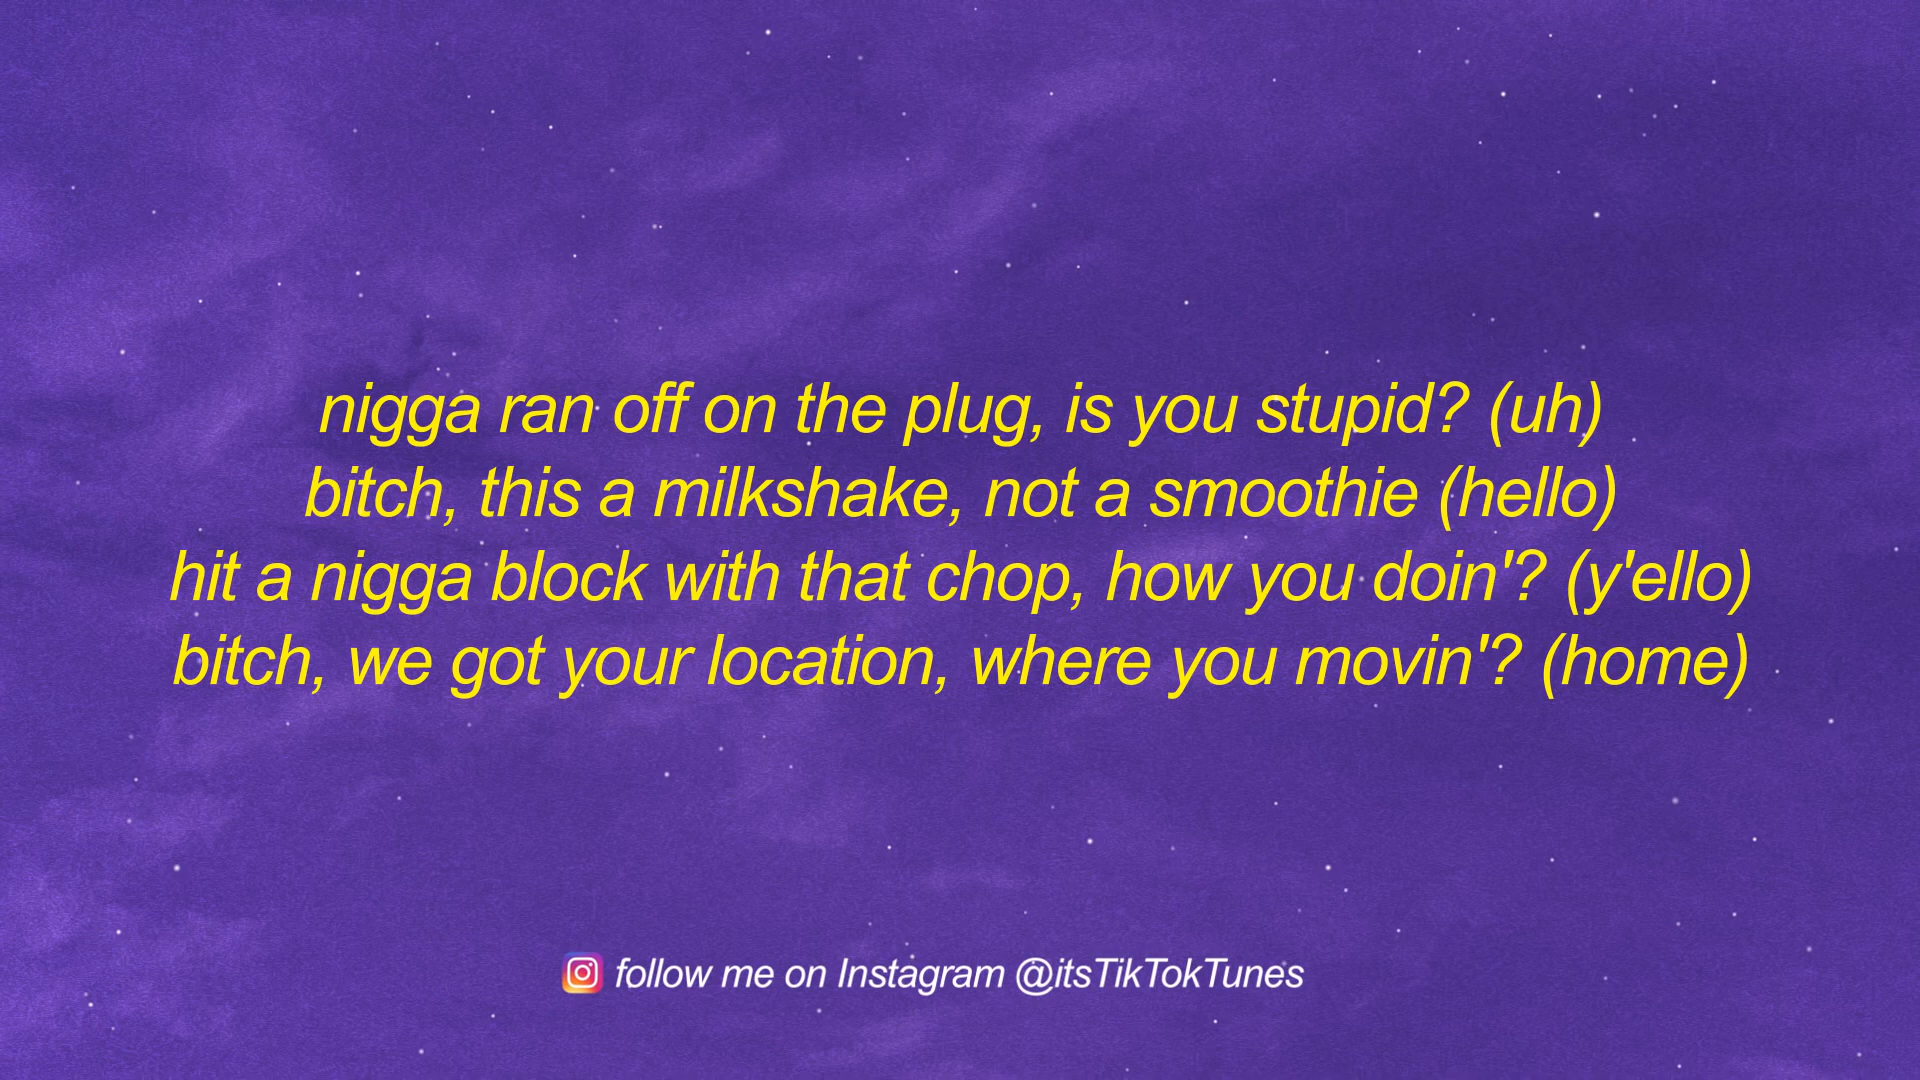 nigga ran off on the plug, is you stupid? (uh)
bitch, this a milkshake, not a smoothie (hello)
hit a nigga block with that chop, how you doin'? (y'ello)
bitch, we got your location, where you movin'? (home)
follow me on Instagram @itsTikTokTunes